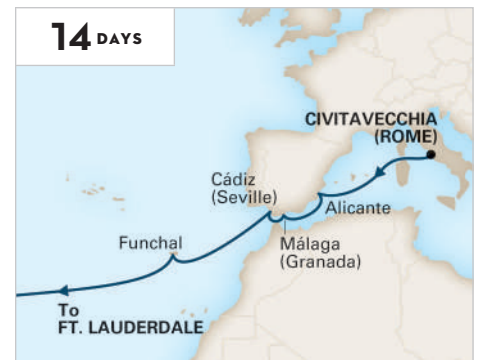 14 DAYS
CIVITAVECCHIA
(ROME)
Cádiz
(Seville)
Alicante
Funchal
Málaga
(Granada)
To
FT. LAUDERDALE